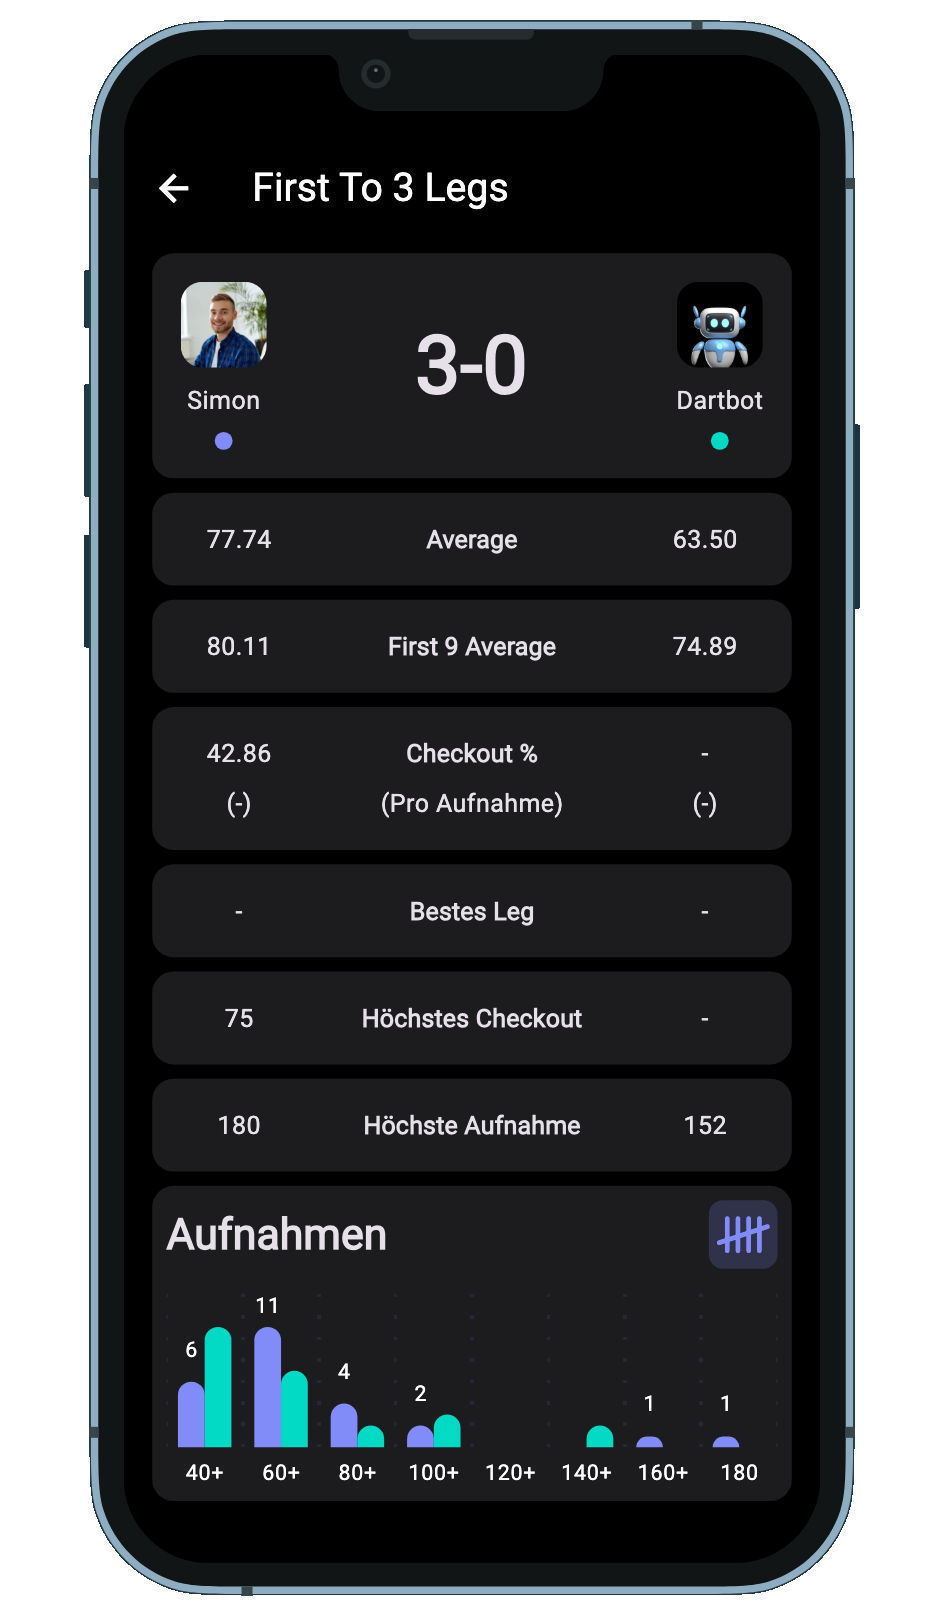 First To 3 Legs
3-0
Simon
Dartbot
77.74 Average 63.50
80.11 First 9 Average 74.89
42.86 Checkout % -
(-) (Pro Aufnahme) (-)
- Bestes Leg -
75 Höchstes Checkout -
180 Höchste Aufnahme 152
Aufnahmen
6 11 4 2 1 1
40+ 60+ 80+ 100+ 120+ 140+ 160+ 180